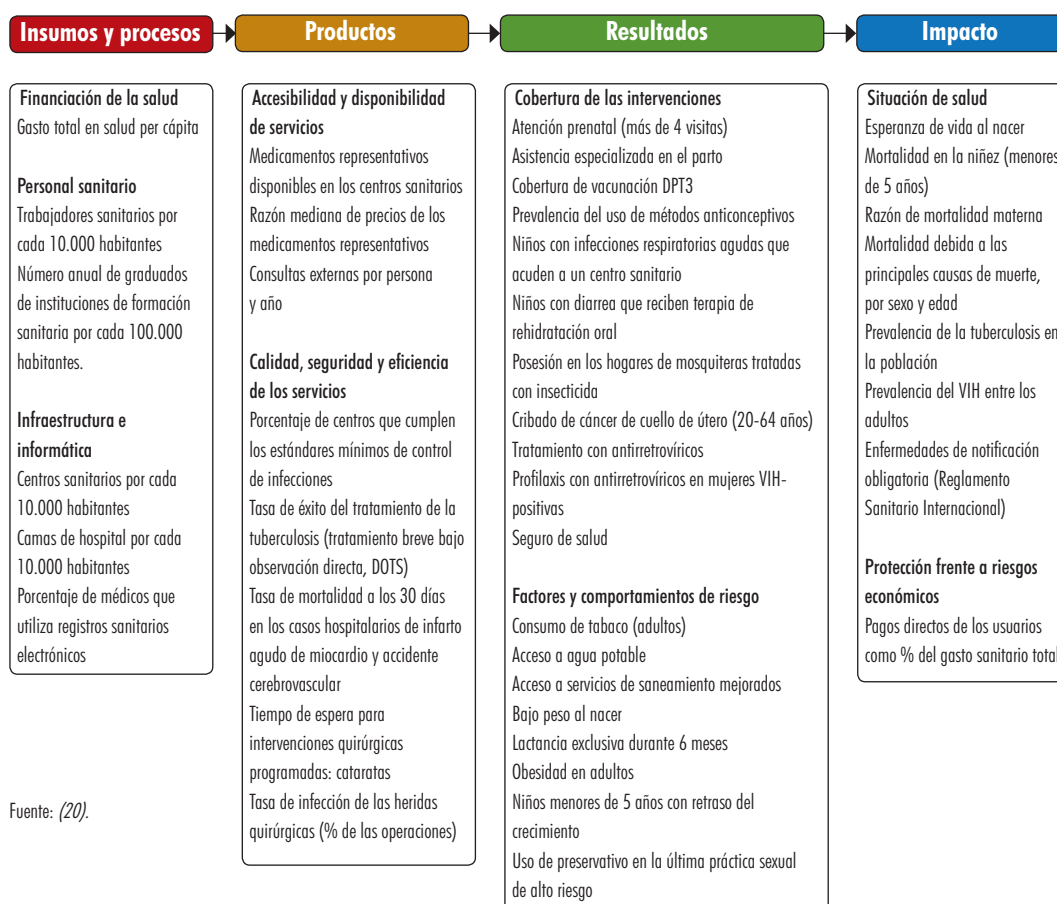 Insumos y procesos
Productos
Resultados
Impacto
Financiación de la salud
Gasto total en salud per cápita
Personal sanitario
Trabajadores sanitarios por
cada 10.000 habitantes
Número anual de graduados
de instituciones de formación
sanitaria por cada 100.000
habitantes.
Infraestructura e
informática
Centros sanitarios por cada
10.000 habitantes
Camas de hospital por cada
10.000 habitantes
Porcentaje de médicos que
utiliza registros sanitarios
electrónicos
Accesibilidad y disponibilidad
de servicios
Medicamentos representativos
disponibles en los centros sanitarios
Razón mediana de precios de los
medicamentos representativos
Consultas externas por persona
y año
Calidad, seguridad y eficiencia
de los servicios
Porcentaje de centros que cumplen
los estándares mínimos de control
de infecciones
Tasa de éxito del tratamiento de la
tuberculosis (tratamiento breve bajo
observación directa, DOTS)
Tasa de mortalidad a los 30 días
en los casos hospitalarios de infarto
agudo de miocardio y accidente
cerebrovascular
Tiempo de espera para
intervenciones quirúrgicas
programadas: cataratas
Tasa de infección de las heridas
quirúrgicas (% de las operaciones)
Cobertura de las intervenciones
Atención prenatal (más de 4 visitas)
Asistencia especializada en el parto
Cobertura de vacunación DPT3
Prevalencia del uso de métodos anticonceptivos
Niños con infecciones respiratorias agudas que
acuden a un centro sanitario
Niños con diarrea que reciben terapia de
rehidratación oral
Posesión en los hogares de mosquiteras tratadas
con insecticida
Cribado de cáncer de cuello de útero (20-64 años)
Tratamiento con antirretrovíricos
Profilaxis con antirretrovíricos en mujeres VIH-
positivas
Seguro de salud
Factores y comportamientos de riesgo
Consumo de tabaco (adultos)
Acceso a agua potable
Acceso a servicios de saneamiento mejorados
Bajo peso al nacer
Lactancia exclusiva durante 6 meses
Obesidad en adultos
Niños menores de 5 años con retraso del
crecimiento
Uso de preservativo en la última práctica sexual
de alto riesgo
Situación de salud
Esperanza de vida al nacer
Mortalidad en la niñez (menores
de 5 años)
Razón de mortalidad materna
Mortalidad debida a las
principales causas de muerte,
por sexo y edad
Prevalencia de la tuberculosis en
la población
Prevalencia del VIH entre los
adultos
Enfermedades de notificación
obligatoria (Reglamento
Sanitario Internacional)
Protección frente a riesgos
económicos
Pagos directos de los usuarios
como % del gasto sanitario total
Fuente: (20).